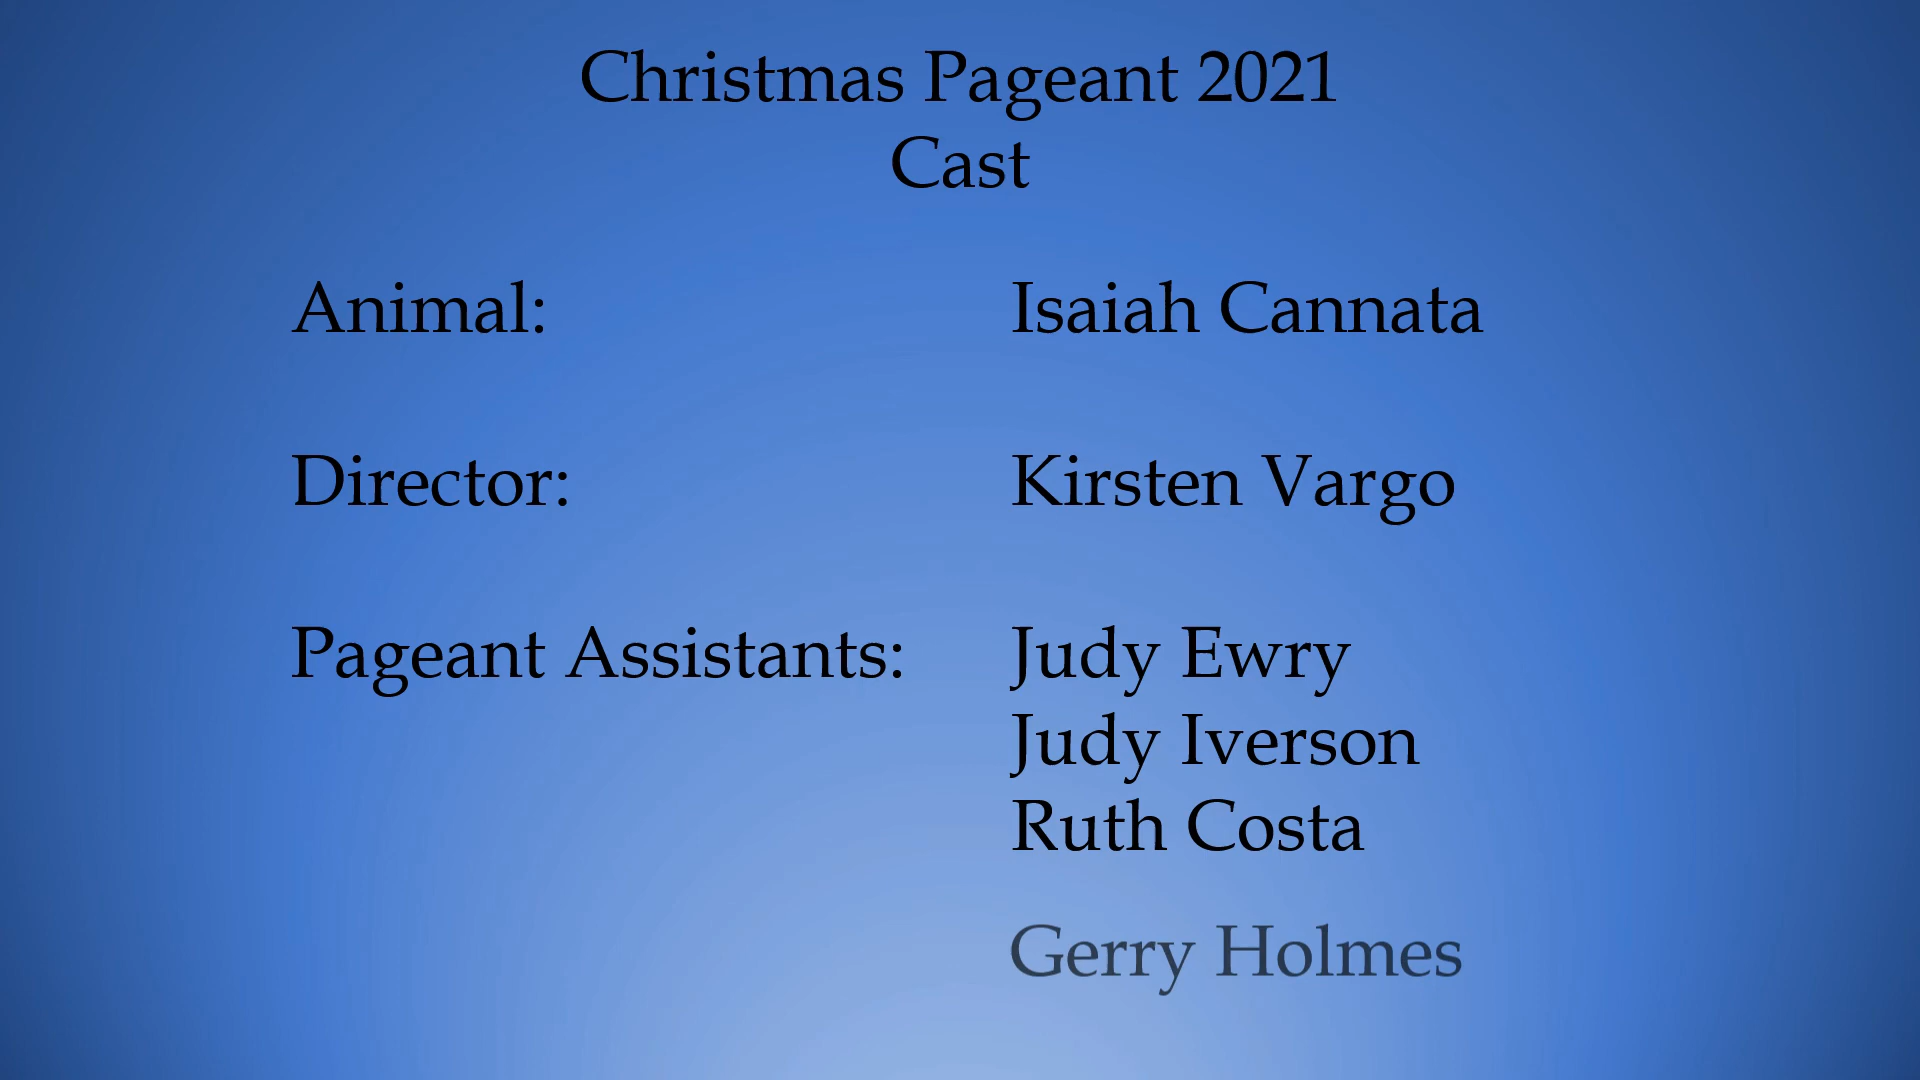 Christmas Pageant 2021
Cast
Animal: Isaiah Cannata
Director: Kirsten Vargo
Pageant Assistants: Judy Ewry
Judy Iverson
Ruth Costa
Gerry Holmes